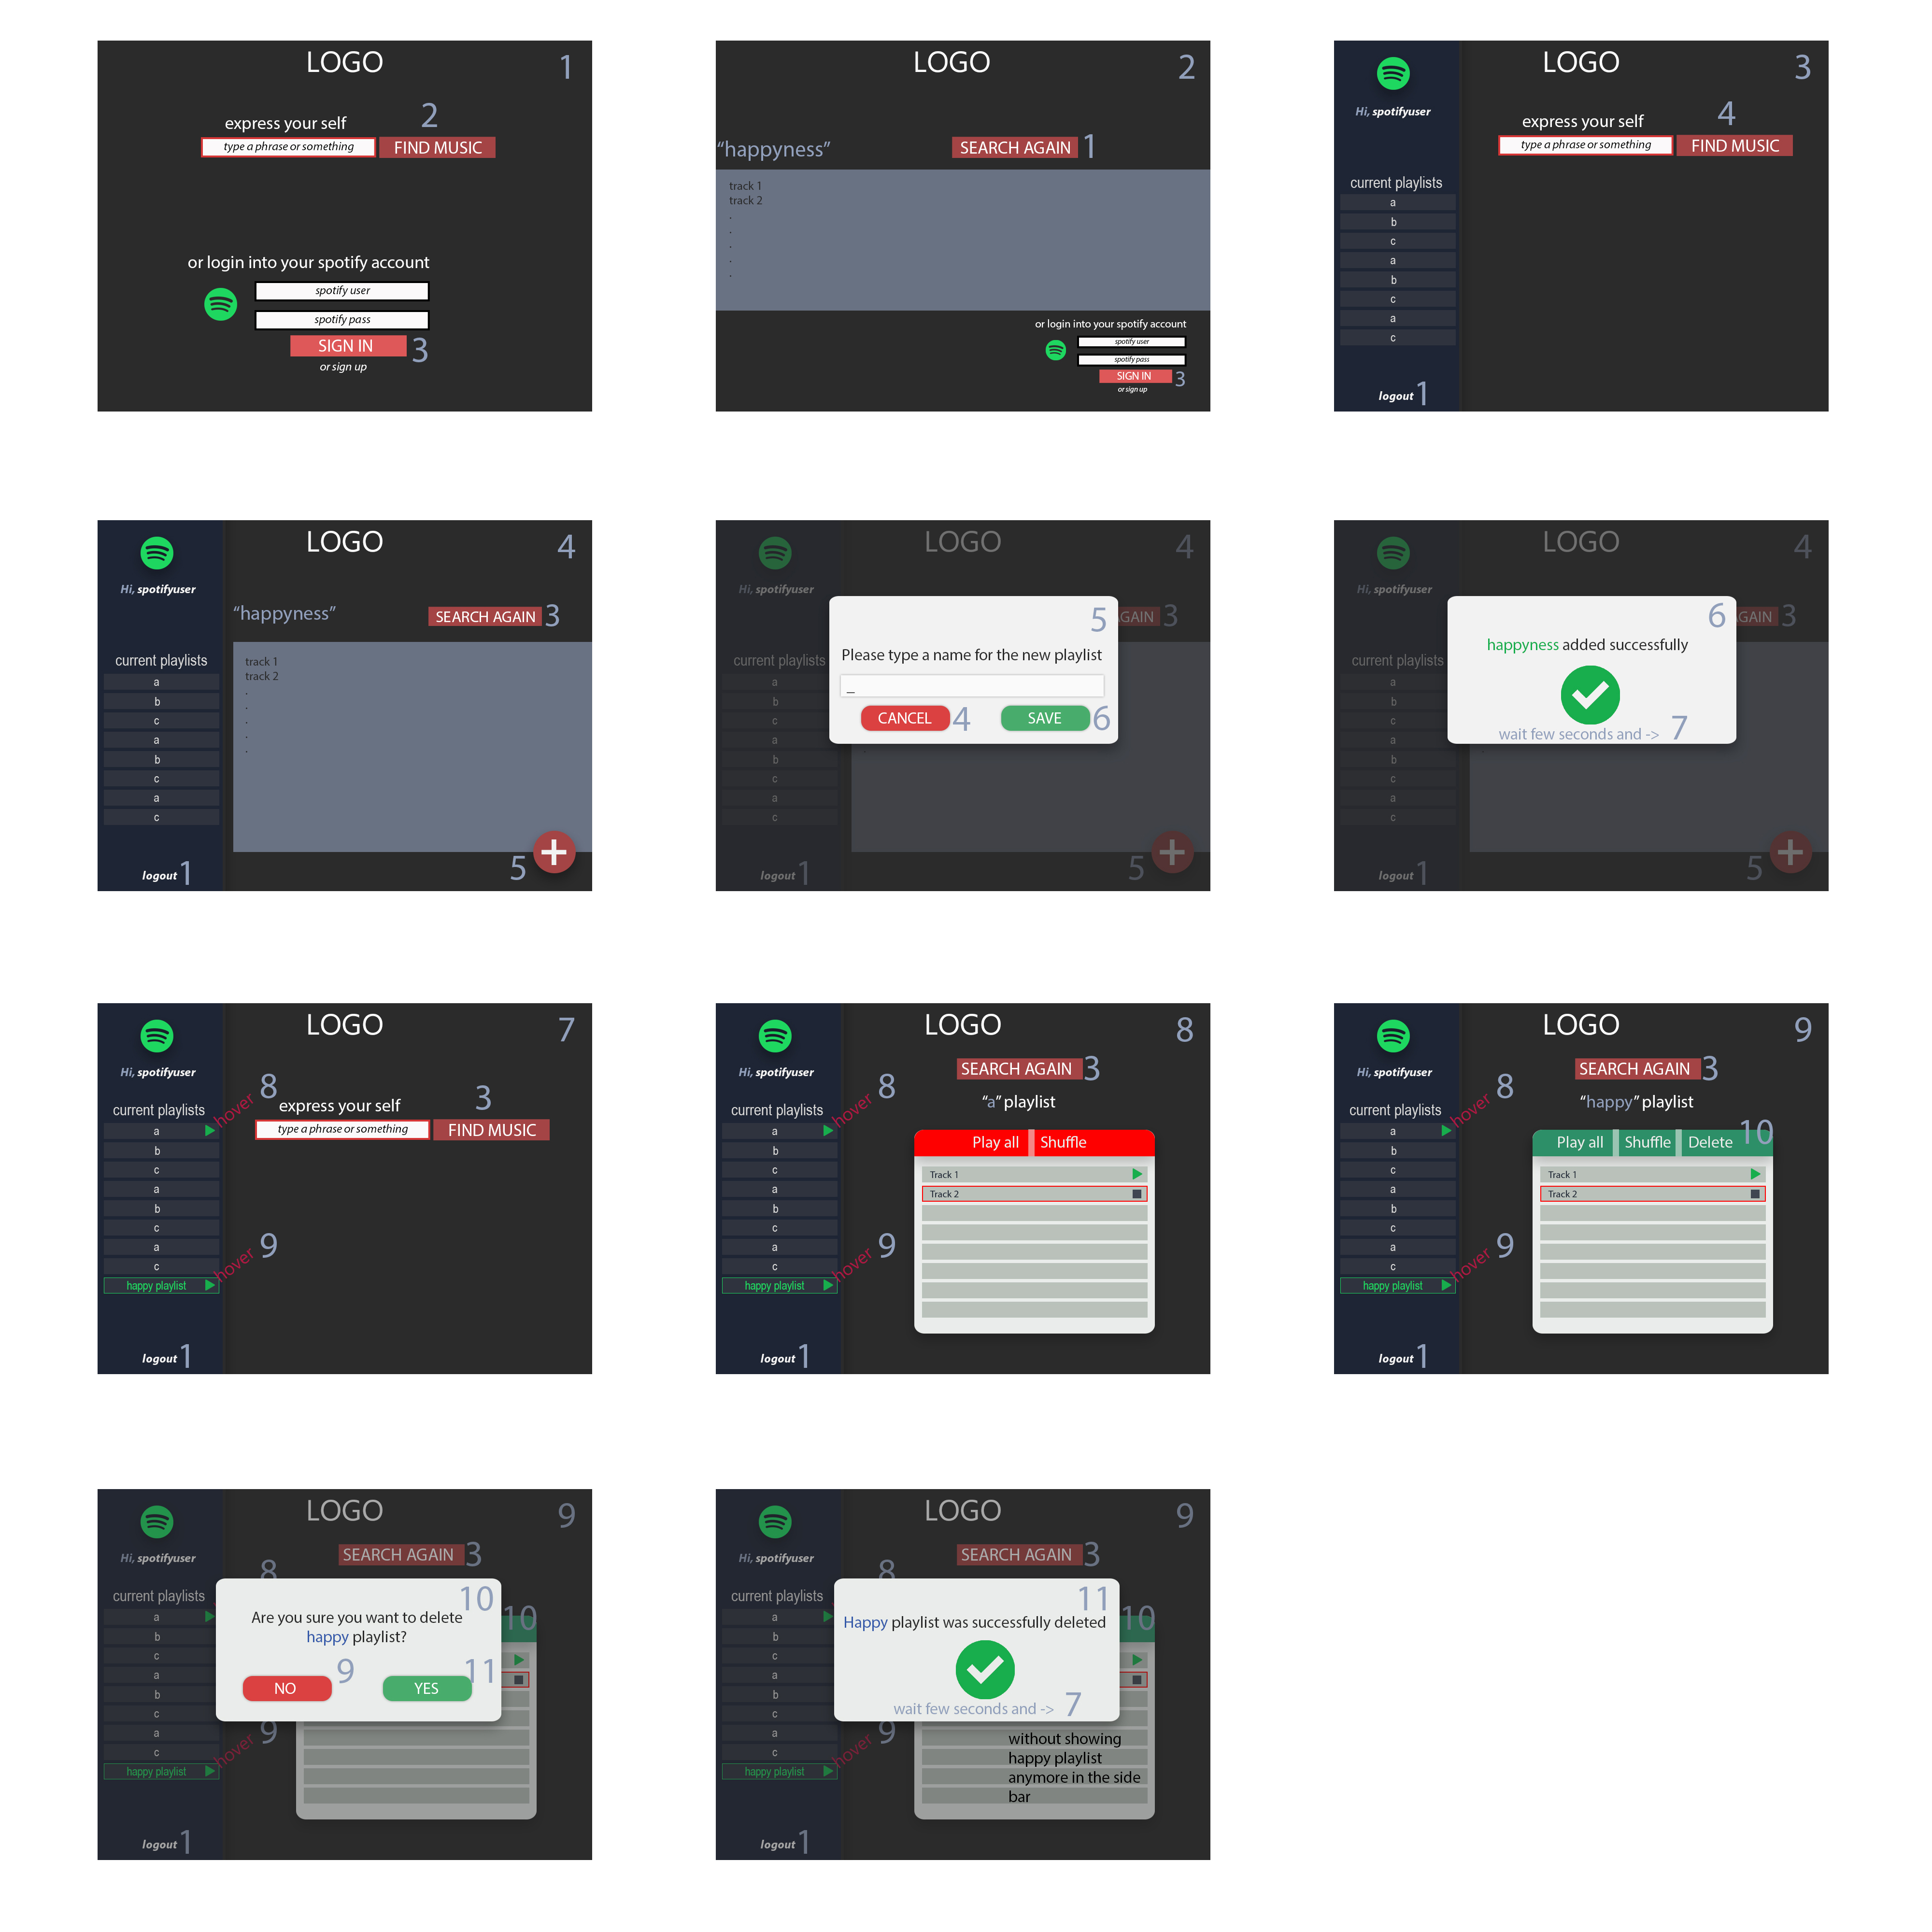 LOGO
1
2
express your self
type a phrase or something
FIND MUSIC
or login into your spotify account
spotify user
spotify pass
SIGN IN
3
or sign up
LOGO
2
“happyness”
SEARCH AGAIN
1
track 1
track 2
.
.
.
.
.
or login into your spotify account
spotify user
spotify pass
SIGN IN
3
or sign up
LOGO
3
Hi, spotifyuser
4
express your self
type a phrase or something
FIND MUSIC
current playlists
a
b
c
a
b
c
a
c
logout 1
LOGO
4
Hi, spotifyuser
“happyness”
SEARCH AGAIN
3
current playlists
a
b
c
a
b
c
a
c
track 1
track 2
.
.
.
.
.
logout 1
5
LOGO
4
Hi, spotifyuser
AGAIN
3
current playlists
a
b
c
a
b
c
a
c
5
Please type a name for the new playlist
_
CANCEL
4
SAVE
6
logout 1
5
LOGO
4
Hi, spotifyuser
GAIN
3
current playlists
a
b
c
a
b
c
a
c
6
happyness added successfully
wait few seconds and -> 7
logout 1
5
LOGO
7
Hi, spotifyuser
8
hover
3
express your self
type a phrase or something
FIND MUSIC
current playlists
a
b
c
a
b
c
a
c
9
hover
happy playlist
logout 1
LOGO
8
Hi, spotifyuser
SEARCH AGAIN
3
8
hover
“a” playlist
current playlists
a
b
c
a
b
c
a
c
9
hover
happy playlist
Play all
Shuffle
Track 1
Track 2
logout 1
LOGO
9
Hi, spotifyuser
SEARCH AGAIN
3
8
hover
“happy” playlist
current playlists
a
b
c
a
b
c
a
c
9
hover
happy playlist
Play all
Shuffle
Delete
10
Track 1
Track 2
logout 1
LOGO
9
Hi, spotifyuser
SEARCH AGAIN
3
8
current playlists
a
b
c
a
b
c
a
c
9
hover
happy playlist
10
10
Are you sure you want to delete
happy playlist?
NO
9
YES
11
logout 1
LOGO
9
Hi, spotifyuser
SEARCH AGAIN
3
8
current playlists
a
b
c
a
b
c
a
c
9
hover
happy playlist
11
10
Happy playlist was successfully deleted
wait few seconds and -> 7
without showing
happy playlist
anymore in the side
bar
logout 1